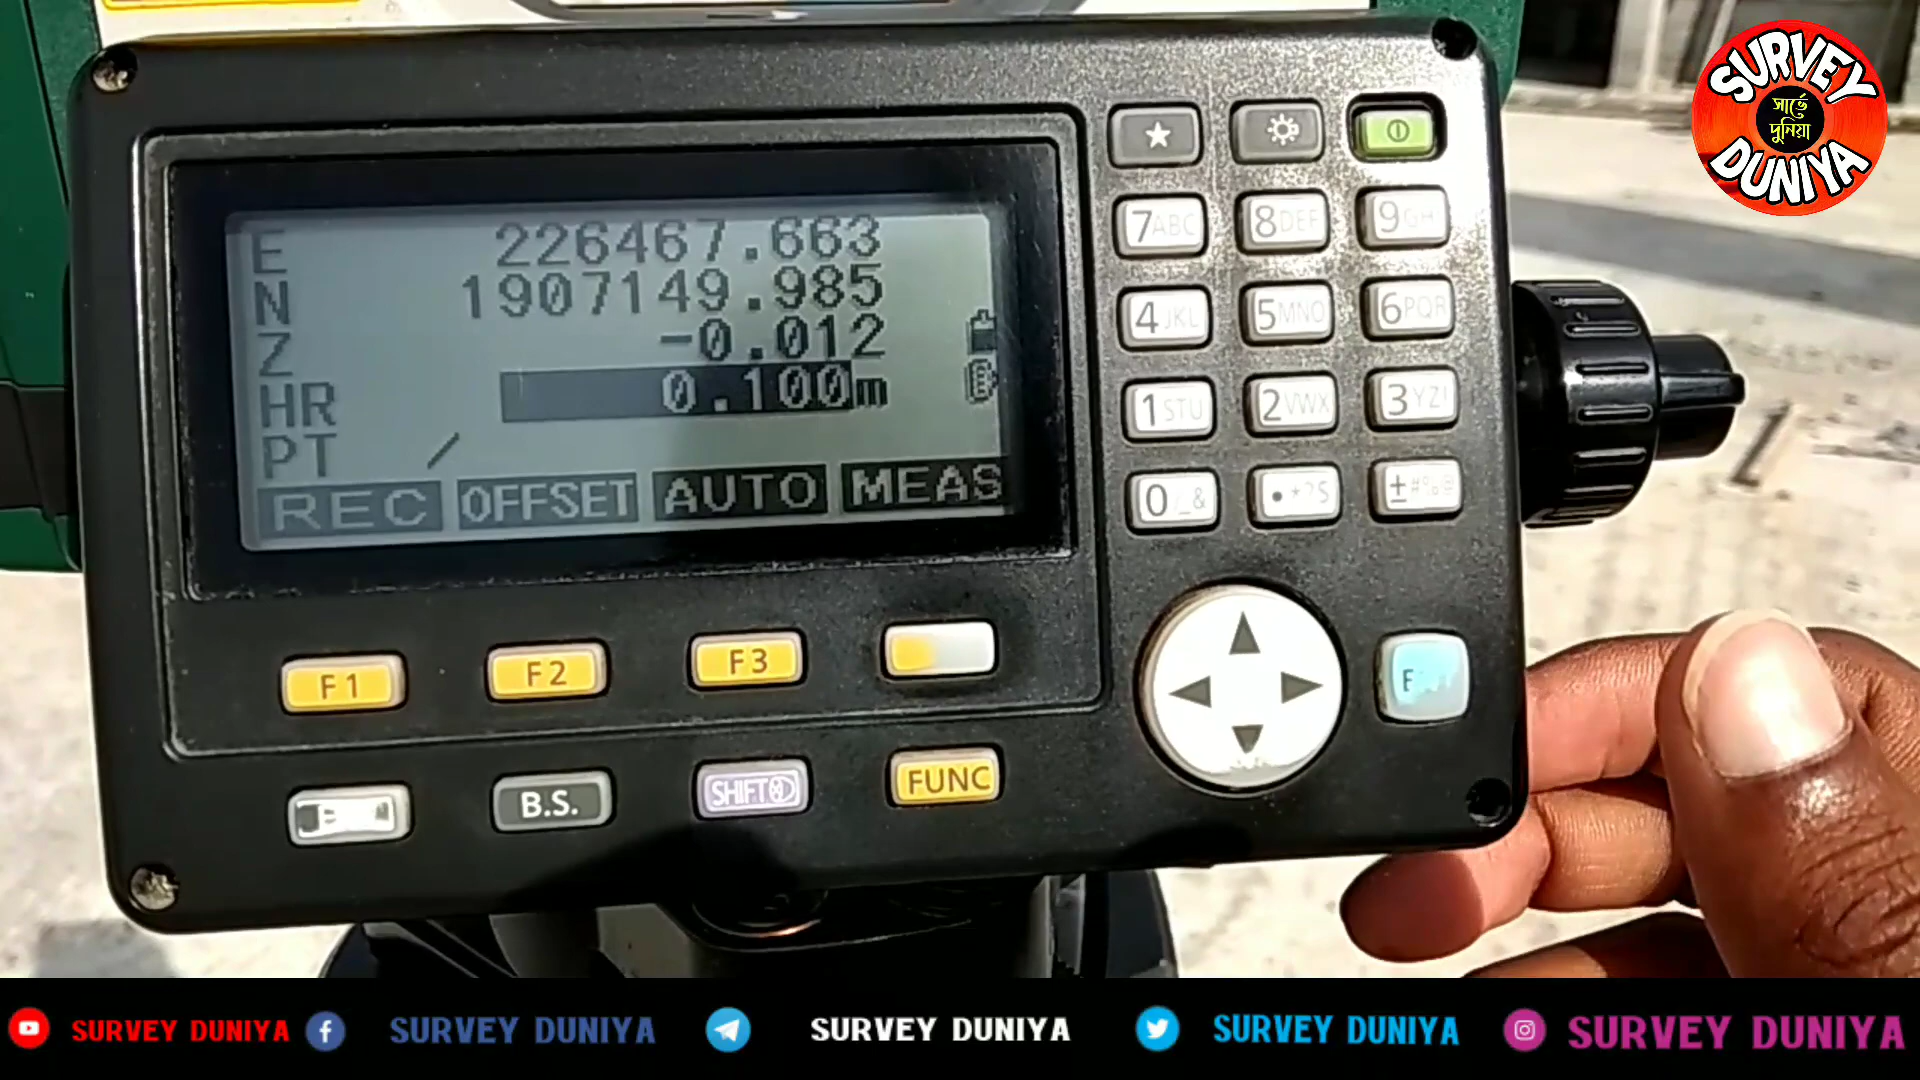 SURVEY
সার্ভে
দুনিয়া
DUNIYA
E 226467.663
N 1907149.985
Z -0.012
HR 0.100m
PT
REC OFFSET AUTO MEAS
7ABC 8DEF 9GHI
4JKL 5MNO 6PQR
1STU 2VWX 3YZ!
0/_& .*?$ ±#%@
F1 F2 F3
B.S. SHIFT FUNC
SURVEY DUNIYA SURVEY DUNIYA SURVEY DUNIYA SURVEY DUNIYA SURVEY DUNIYA